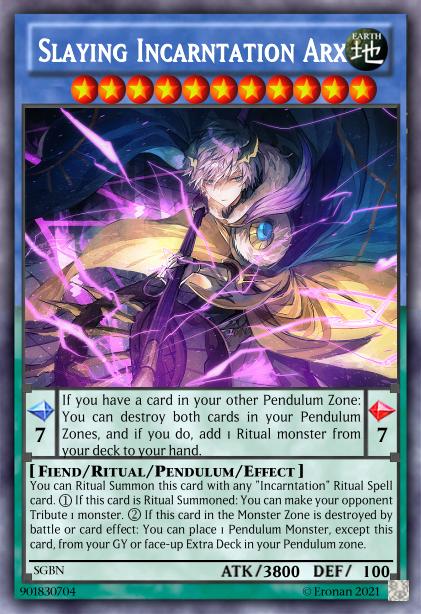 SLAYING INCARNTATION ARX
EARTH
地
If you have a card in your other Pendulum Zone:
You can destroy both cards in your Pendulum
Zones, and if you do, add 1 Ritual monster from
your deck to your hand.
7
7
[ FIEND/RITUAL/PENDULUM/EFFECT ]
You can Ritual Summon this card with any "Incarntation" Ritual Spell
card. ① If this card is Ritual Summoned: You can make your opponent
Tribute 1 monster. ② If this card in the Monster Zone is destroyed by
battle or card effect: You can place 1 Pendulum Monster, except this
card, from your GY or face-up Extra Deck in your Pendulum zone.
SGBN
ATK/3800 DEF/ 100
901830704
© Eronan 2021